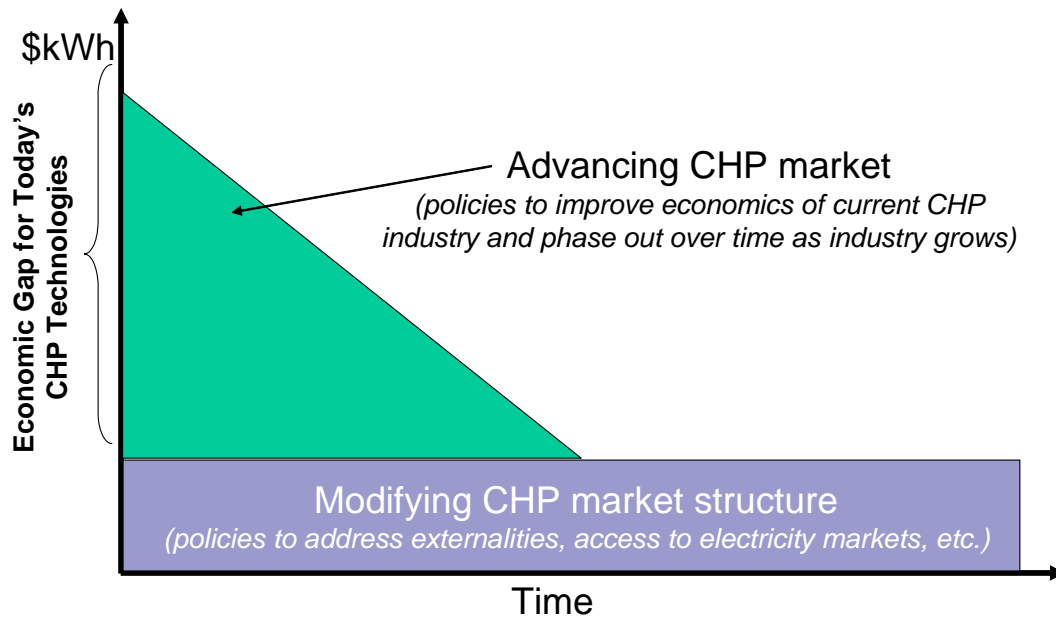 $kWh
Economic Gap for Today's
CHP Technologies
Advancing CHP market
(policies to improve economics of current CHP
industry and phase out over time as industry grows)
Modifying CHP market structure
(policies to address externalities, access to electricity markets, etc.)
Time